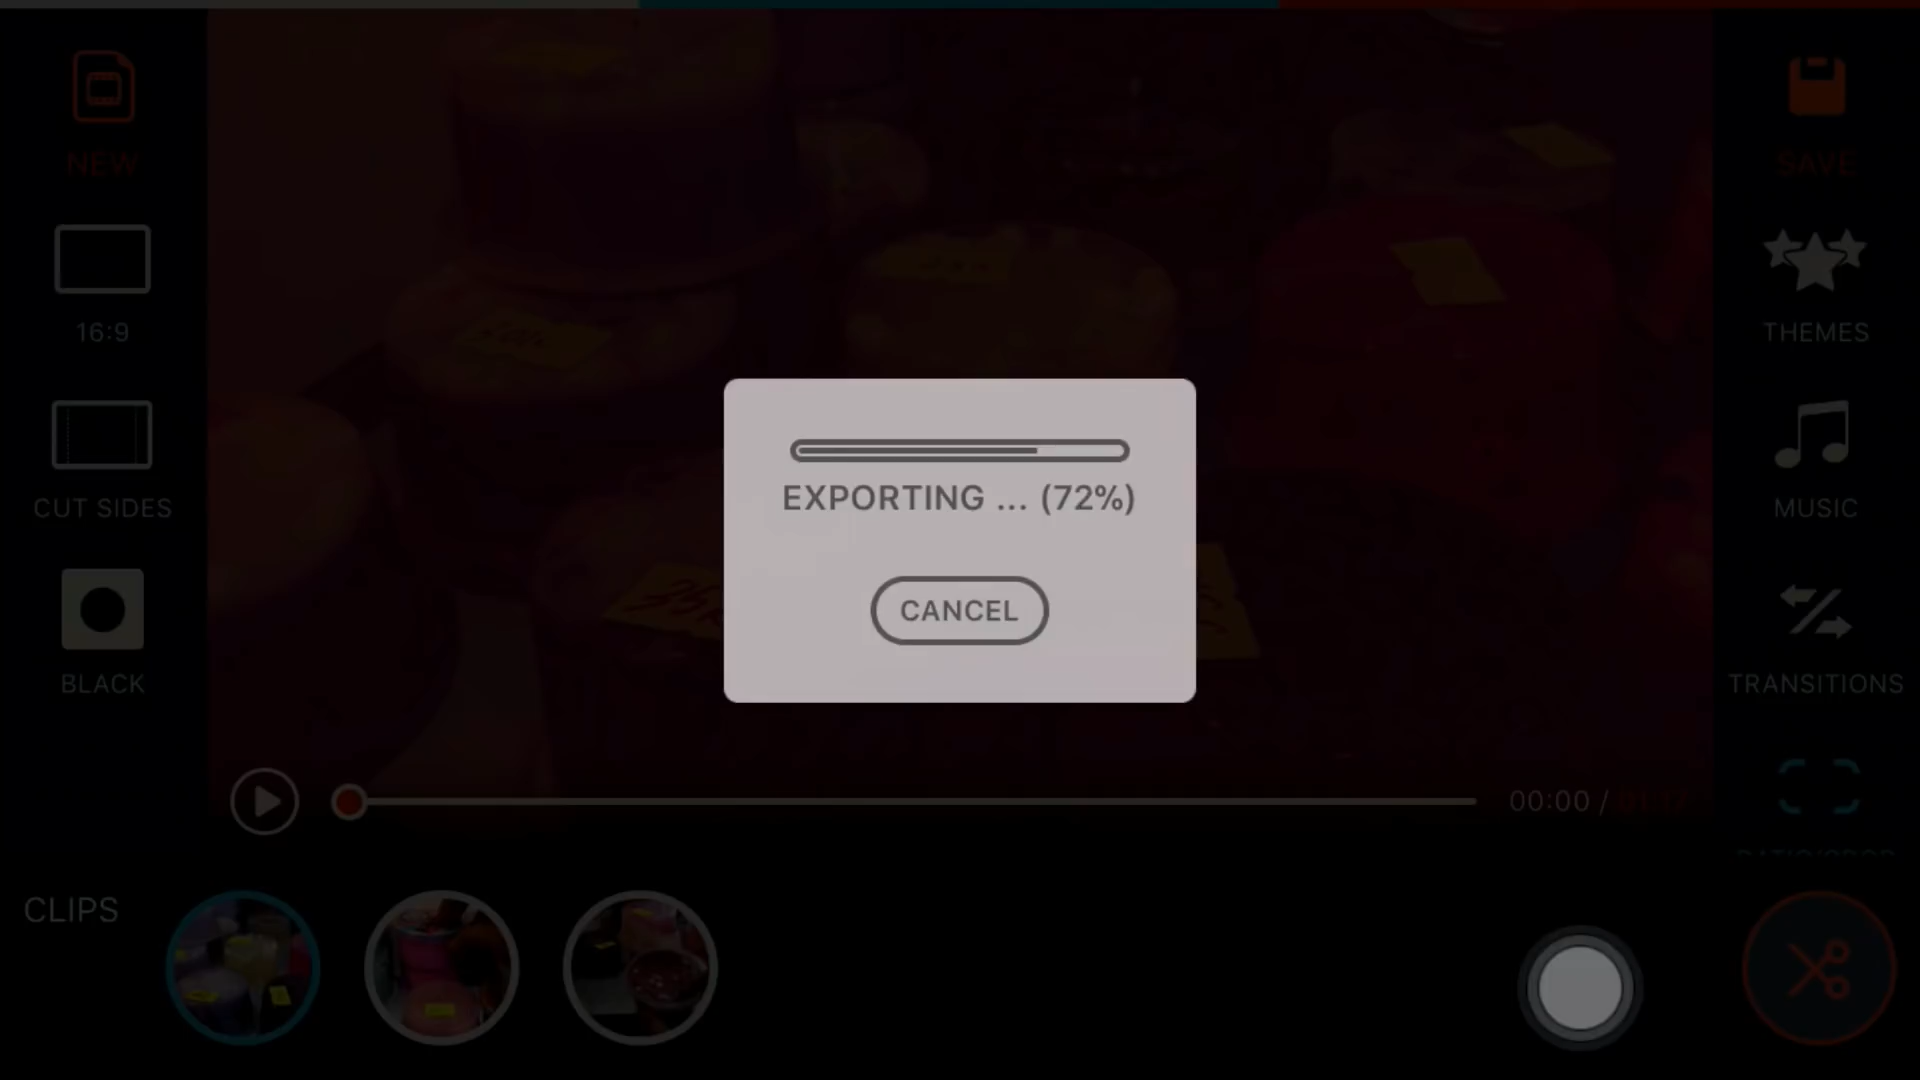 NEW
SAVE
16:9
THEMES
CUT SIDES
MUSIC
EXPORTING ... (72%)
CANCEL
BLACK
TRANSITIONS
00:00 /
CLIPS